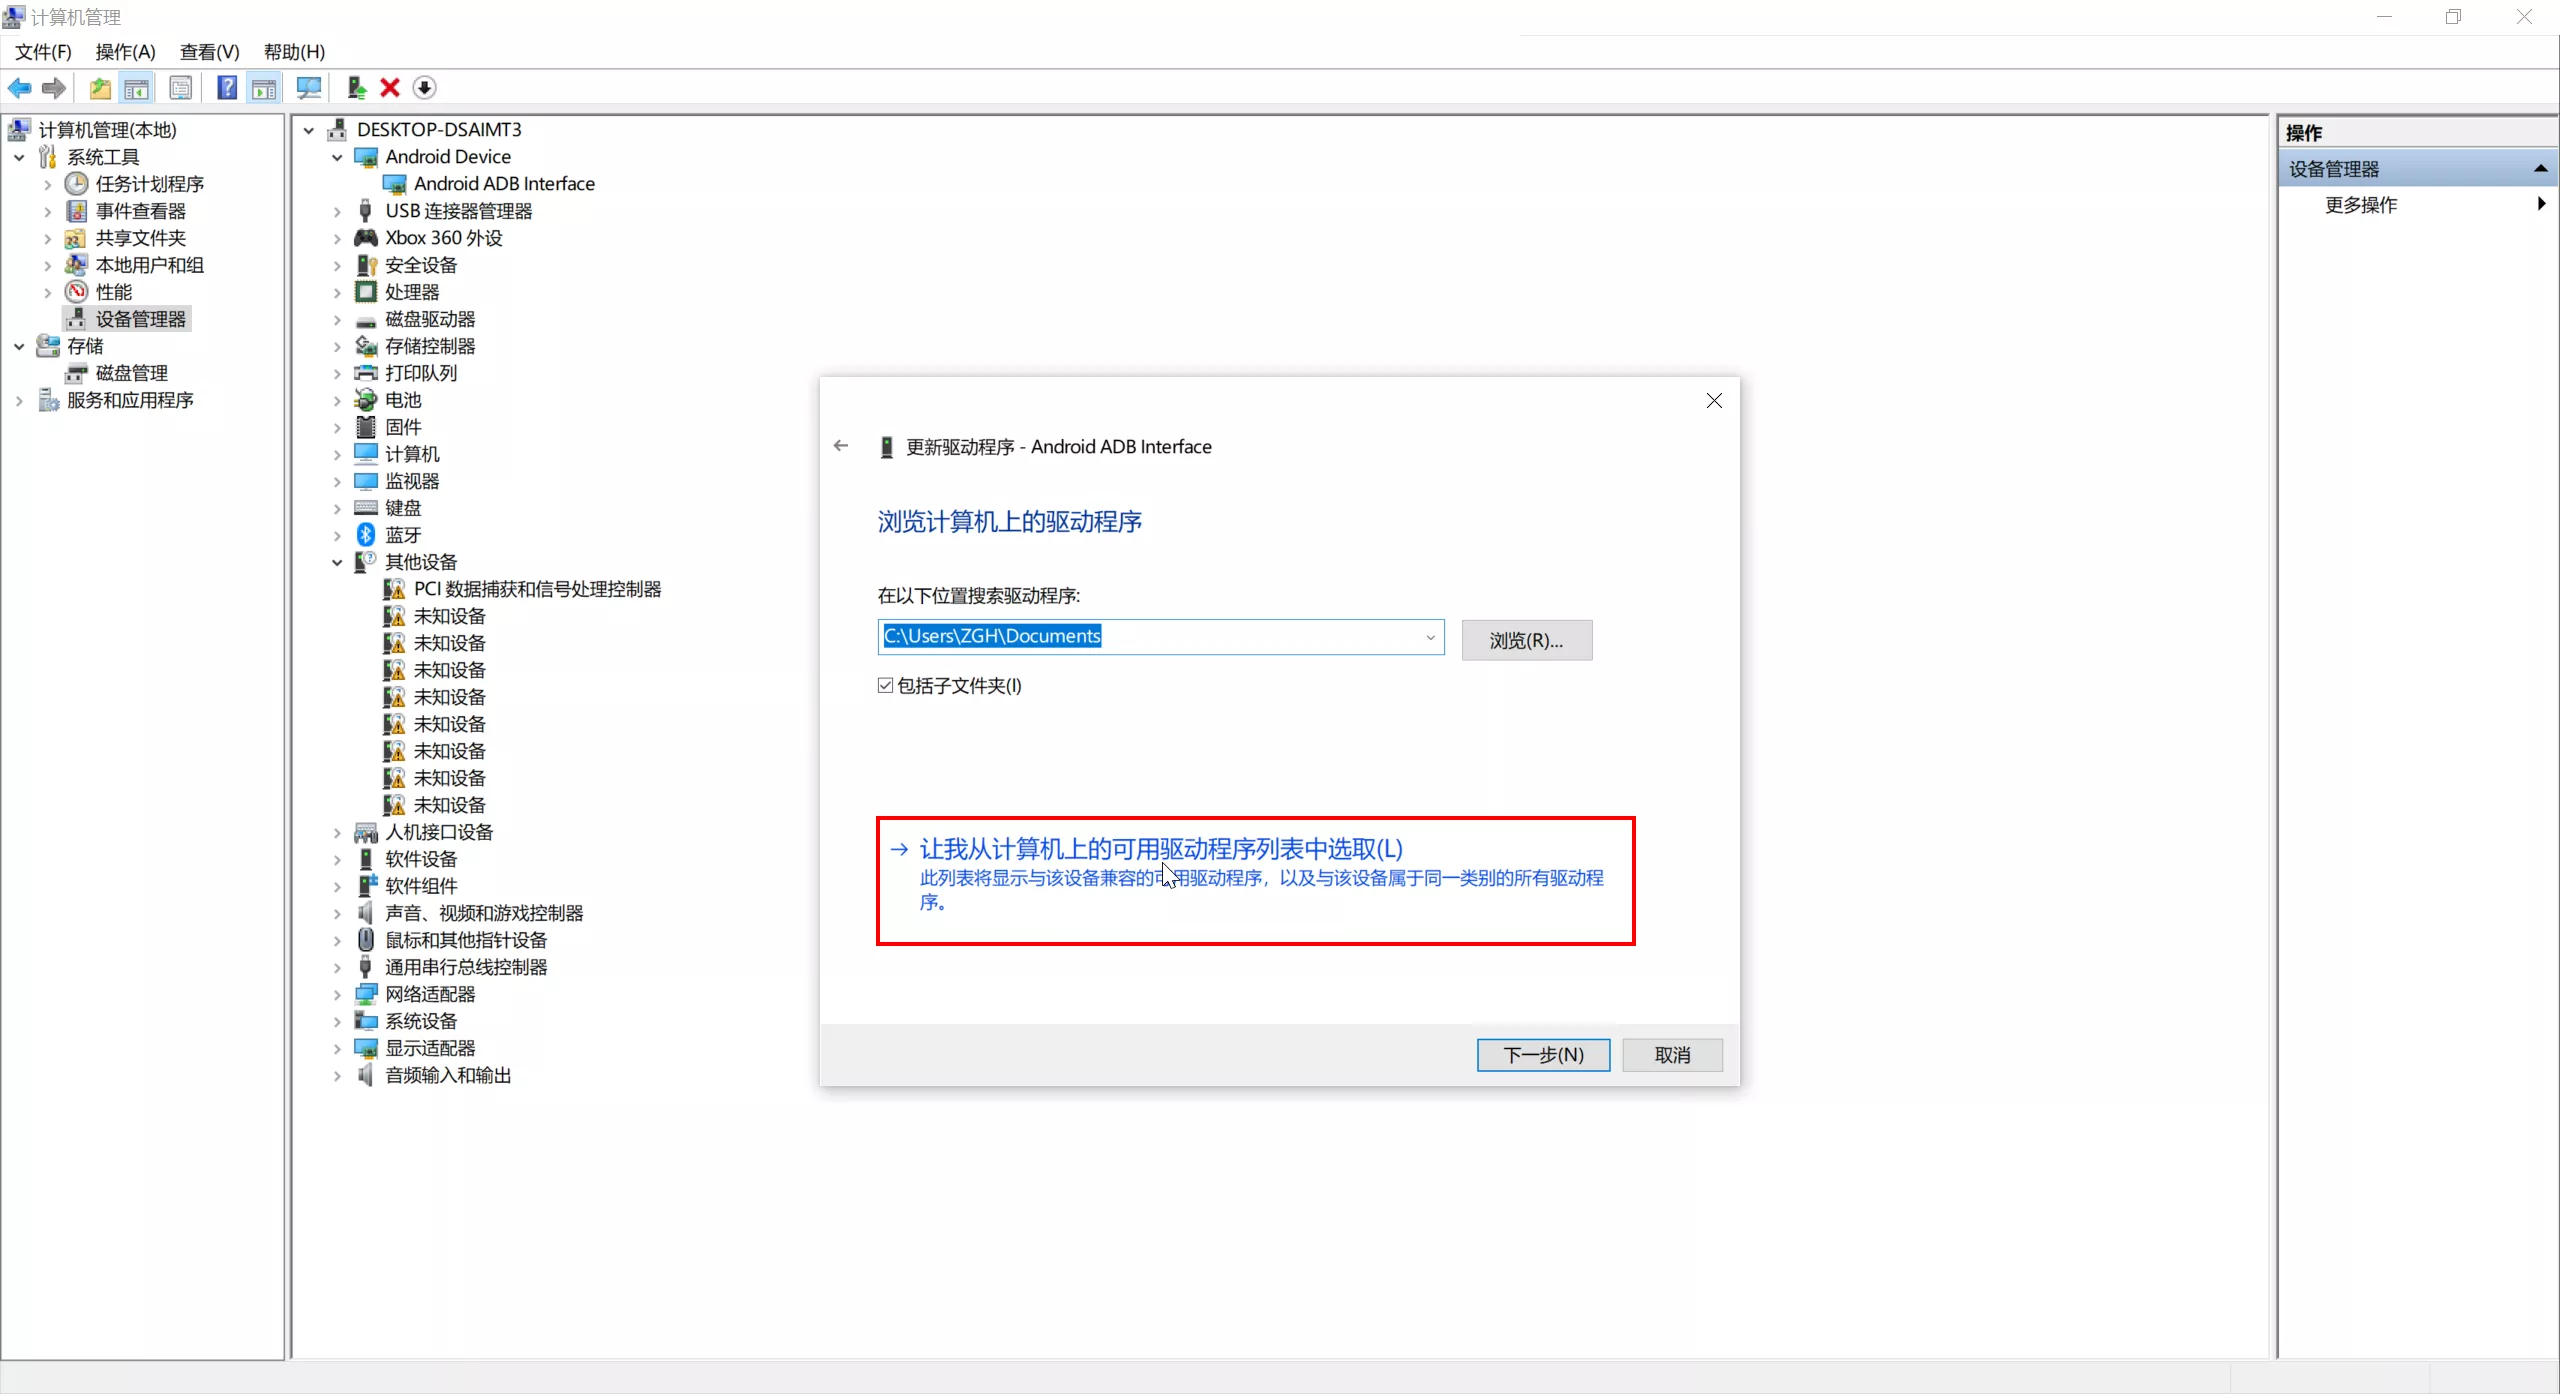 计算机管理
文件(F) 操作(A) 查看(V) 帮助(H)
计算机管理(本地)
系统工具
任务计划程序
事件查看器
共享文件夹
本地用户和组
性能
设备管理器
存储
磁盘管理
服务和应用程序
DESKTOP-DSAIMT3
Android Device
Android ADB Interface
USB 连接器管理器
Xbox 360 外设
安全设备
处理器
磁盘驱动器
存储控制器
打印队列
电池
固件
计算机
监视器
键盘
蓝牙
其他设备
PCI 数据捕获和信号处理控制器
未知设备
未知设备
未知设备
未知设备
未知设备
未知设备
未知设备
未知设备
人机接口设备
软件设备
软件组件
声音、视频和游戏控制器
鼠标和其他指针设备
通用串行总线控制器
网络适配器
系统设备
显示适配器
音频输入和输出
更新驱动程序 - Android ADB Interface
浏览计算机上的驱动程序
在以下位置搜索驱动程序:
C:\Users\ZGH\Documents
浏览(R)...
包括子文件夹(I)
让我从计算机上的可用驱动程序列表中选取(L)
此列表将显示与该设备兼容的可用驱动程序，以及与该设备属于同一类别的所有驱动程
序。
下一步(N)
取消
操作
设备管理器
更多操作